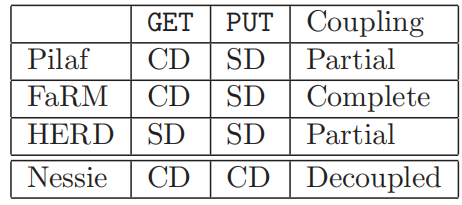 GET PUT Coupling
Pilaf CD SD Partial
FaRM CD SD Complete
HERD SD SD Partial
Nessie CD CD Decoupled